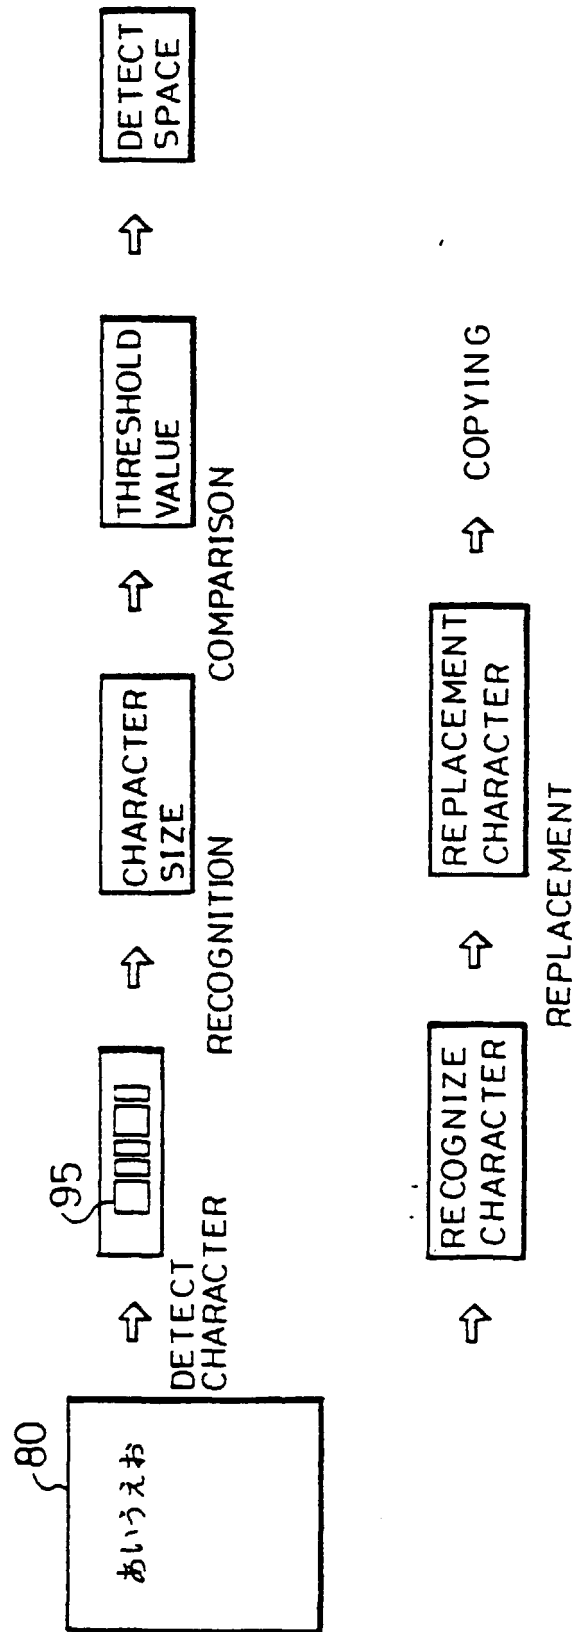 80
あいうえお
DETECT
CHARACTER
95
RECOGNITION
CHARACTER
SIZE
COMPARISON
THRESHOLD
VALUE
DETECT
SPACE
RECOGNIZE
CHARACTER
REPLACEMENT
REPLACEMENT
CHARACTER
COPYING